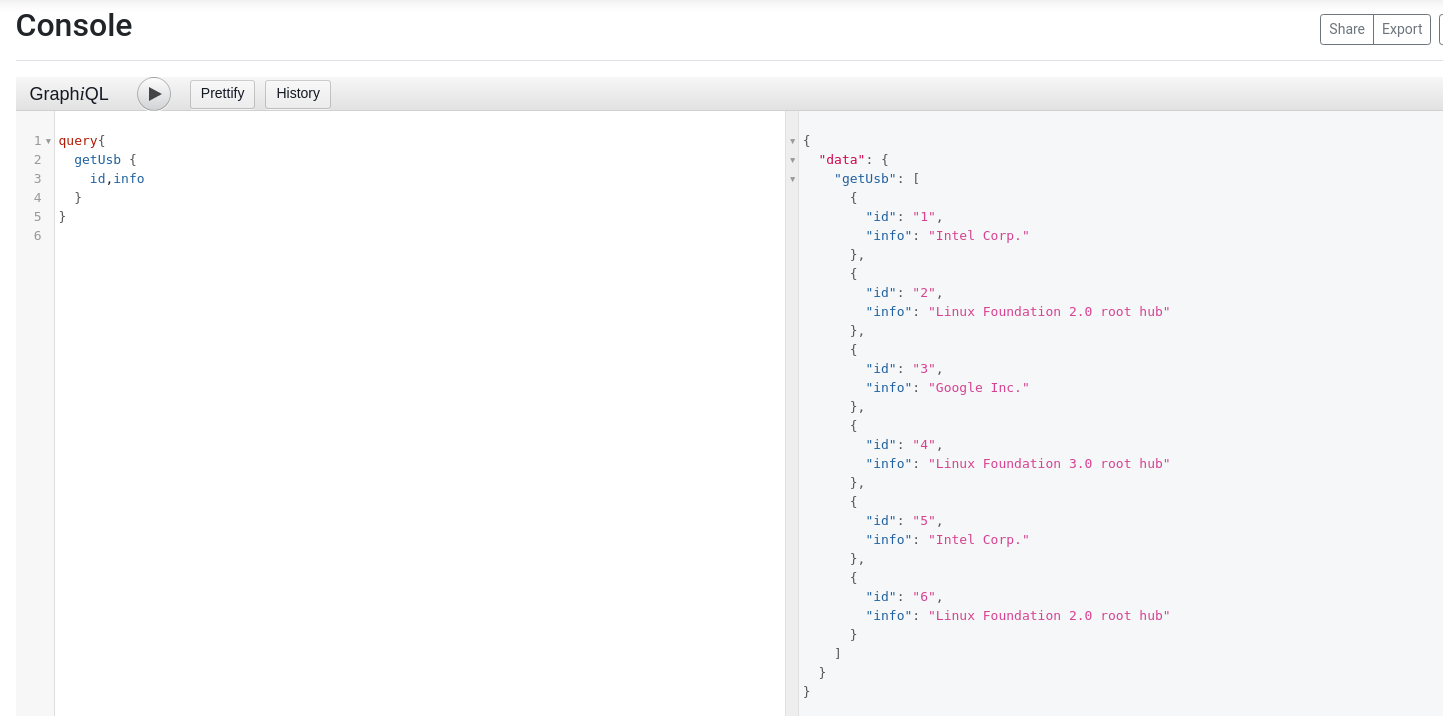 Console
Share Export
GraphiQL Prettify History
1 query{
2 getUsb {
3 id,info
4 }
5 }
6
{
"data": {
"getUsb": [
{
"id": "1",
"info": "Intel Corp."
},
{
"id": "2",
"info": "Linux Foundation 2.0 root hub"
},
{
"id": "3",
"info": "Google Inc."
},
{
"id": "4",
"info": "Linux Foundation 3.0 root hub"
},
{
"id": "5",
"info": "Intel Corp."
},
{
"id": "6",
"info": "Linux Foundation 2.0 root hub"
}
]
}
}